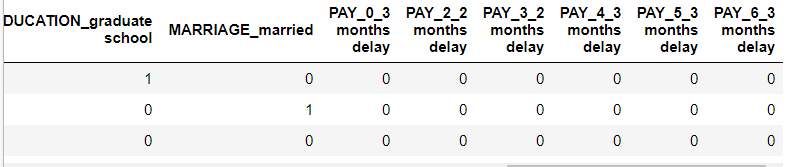 DUCATION_graduate school MARRIAGE_married PAY_0_3 months delay PAY_2_2 months delay PAY_3_2 months delay PAY_4_3 months delay PAY_5_3 months delay PAY_6_3 months delay
1 0 0 0 0 0 0 0
0 1 0 0 0 0 0 0
0 0 0 0 0 0 0 0